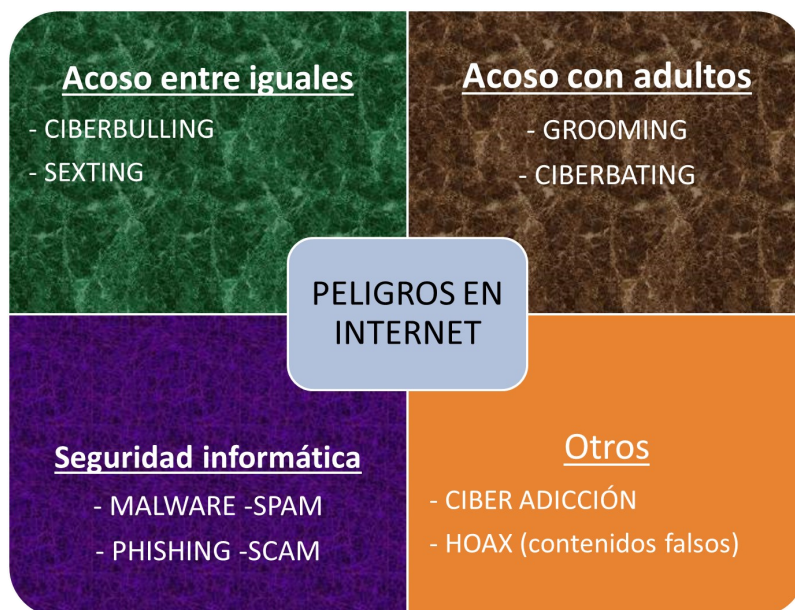 Acoso entre iguales
- CIBERBULLING
- SEXTING
Acoso con adultos
- GROOMING
- CIBERBATING
PELIGROS EN
INTERNET
Seguridad informática
- MALWARE -SPAM
- PHISHING -SCAM
Otros
- CIBER ADICCIÓN
- HOAX (contenidos falsos)